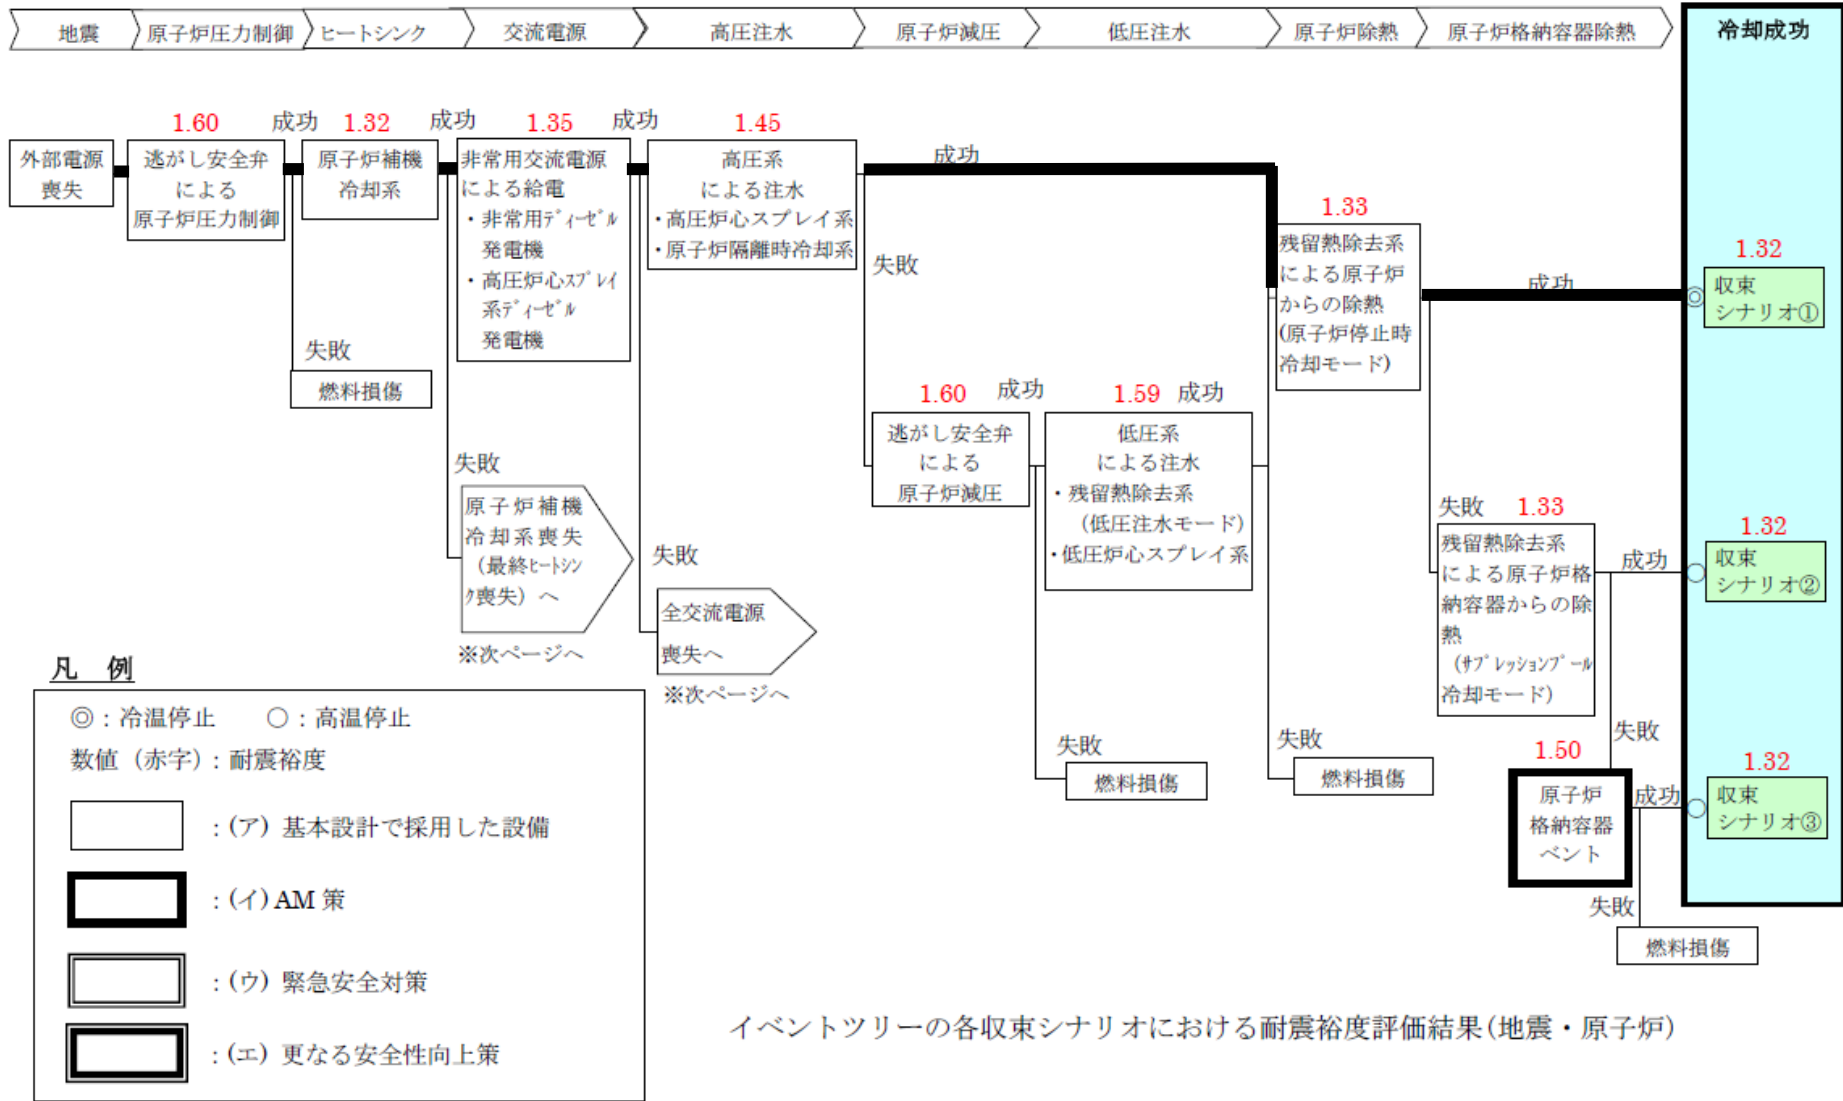 地震
原子炉圧力制御
ヒートシンク
交流電源
高圧注水
原子炉減圧
低圧注水
原子炉除熱
原子炉格納容器除熱
冷却成功
1.60
成功
1.32
成功
1.35
成功
1.45
外部電源
喪失
逃がし安全弁
による
原子炉圧力制御
原子炉補機
冷却系
非常用交流電源
による給電
・非常用ディーゼル
発電機
・高圧炉心スプレイ
系ディーゼル
発電機
高圧系
による注水
・高圧炉心スプレイ系
・原子炉隔離時冷却系
成功
失敗
1.33
残留熱除去系
による原子炉
からの除熱
(原子炉停止時
冷却モード)
成功
1.32
収束
シナリオ①
失敗
燃料損傷
1.60
成功
1.59
成功
逃がし安全弁
による
原子炉減圧
低圧系
による注水
・残留熱除去系
（低圧注水モード）
・低圧炉心スプレイ系
失敗
原子炉補機
冷却系喪失
（最終ヒートシン
ク喪失）へ
※次ページへ
失敗
全交流電源
喪失へ
※次ページへ
失敗
1.33
残留熱除去系
による原子炉格
納容器からの除
熱
（サプレッションプール
冷却モード）
成功
1.32
収束
シナリオ②
失敗
燃料損傷
失敗
燃料損傷
失敗
1.50
原子炉
格納容器
ベント
成功
1.32
収束
シナリオ③
失敗
燃料損傷
凡 例
◎：冷温停止 ○：高温停止
数値（赤字）：耐震裕度
：(ア) 基本設計で採用した設備
：(イ) AM 策
：(ウ) 緊急安全対策
：(エ) 更なる安全性向上策
イベントツリーの各収束シナリオにおける耐震裕度評価結果(地震・原子炉)